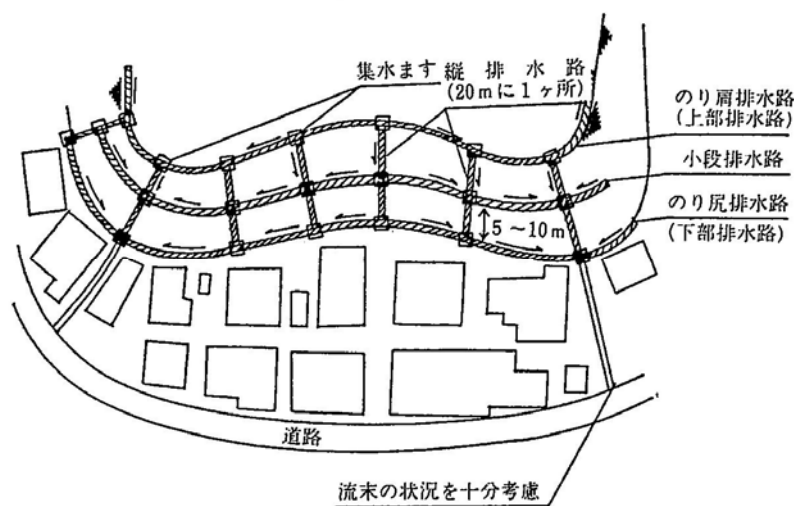 集水ます
縦排水路
(20mに1ヶ所)
のり肩排水路
(上部排水路)
小段排水路
のり尻排水路
(下部排水路)
5〜10m
道路
流末の状況を十分考慮